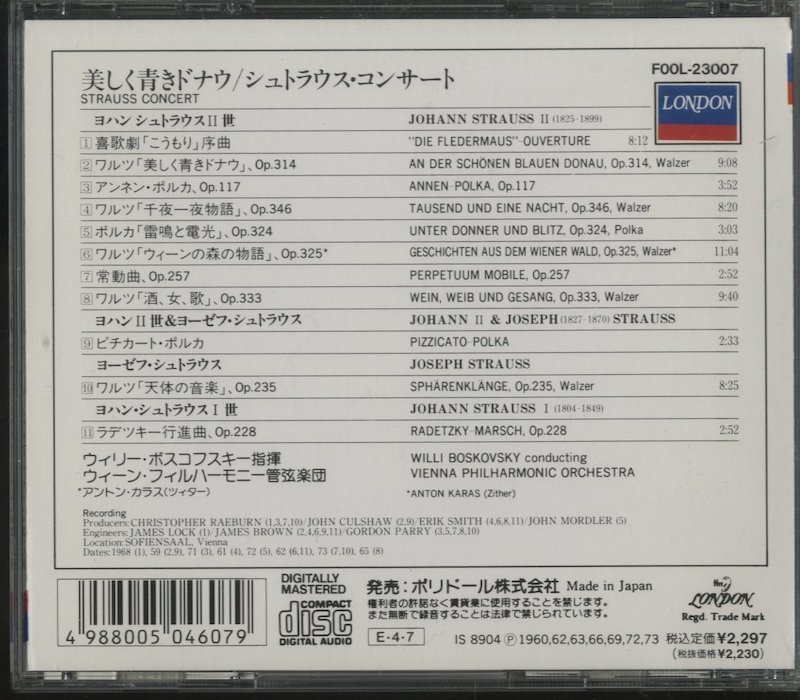 FOOL-23007
美しく青きドナウ/シュトラウス・コンサート
STRAUSS CONCERT
LONDON
ヨハン シュトラウスII 世 JOHANN STRAUSS II (1825-1899)
1 喜歌劇「こうもり」序曲 "DIE FLEDERMAUS"-OUVERTURE 8:12
2 ワルツ「美しく青きドナウ」、Op.314 AN DER SCHÖNEN BLAUEN DONAU, Op.314, Walzer 9:08
3 アンネン・ポルカ、Op.117 ANNEN-POLKA, Op.117 3:52
4 ワルツ「千夜一夜物語」、Op.346 TAUSEND UND EINE NACHT, Op.346, Walzer 8:20
5 ポルカ「雷鳴と電光」、Op.324 UNTER DONNER UND BLITZ, Op.324, Polka 3:03
6 ワルツ「ウィーンの森の物語」、Op.325* GESCHICHTEN AUS DEM WIENER WALD, Op.325, Walzer* 11:04
7 常動曲、Op.257 PERPETUUM MOBILE, Op.257 2:52
8 ワルツ「酒、女、歌」、Op.333 WEIN, WEIB UND GESANG, Op.333, Walzer 9:40
ヨハンII世&ヨーゼフ・シュトラウス JOHANN II & JOSEPH (1827-1870) STRAUSS
9 ピチカート・ポルカ PIZZICATO-POLKA 2:33
ヨーゼフ・シュトラウス JOSEPH STRAUSS
10 ワルツ「天体の音楽」、Op.235 SPHÄRENKLÄNGE, Op.235, Walzer 8:25
ヨハン・シュトラウスI 世 JOHANN STRAUSS I (1804-1849)
11 ラデツキー行進曲、Op.228 RADETZKY-MARSCH, Op.228 2:52
ウィリー・ボスコフスキー指揮 WILLI BOSKOVSKY conducting
ウィーン・フィルハーモニー管弦楽団 VIENNA PHILHARMONIC ORCHESTRA
*アントン・カラス(ツィター) *ANTON KARAS (Zither)
Recording
Producers: CHRISTOPHER RAEBURN (1,3,7,10)/JOHN CULSHAW (2,9)/ERIK SMITH (4,6,8,11)/JOHN MORDLER (5)
Engineers: JAMES LOCK (1)/JAMES BROWN (2,4,6,9,11)/GORDON PARRY (3,5,7,8,10)
Location: SOFIENSAAL, Vienna
Dates: 1968 (1), 59 (2,9), 71 (3), 61 (4), 72 (5), 62 (6,11), 73 (7,10), 65 (8)
4 988005 046079
DIGITALLY
MASTERED
COMPACT
disc
DIGITAL AUDIO
発売:ポリドール株式会社 Made in Japan
権利者の許諾なく賃貸業に使用することを禁じます。
また無断で録音することは法律で禁じられています。
E・4・7
IS 8904 Ⓟ 1960,62,63,66,69,72,73 税込定価¥2,297
(税抜価格¥2,230)
LONDON
Regd. Trade Mark